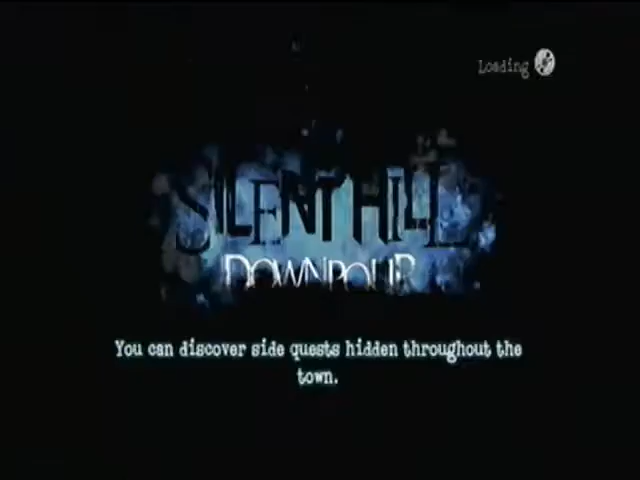 Loading
SILENT HILL
DOWNPOUR
You can discover side quests hidden throughout the
town.